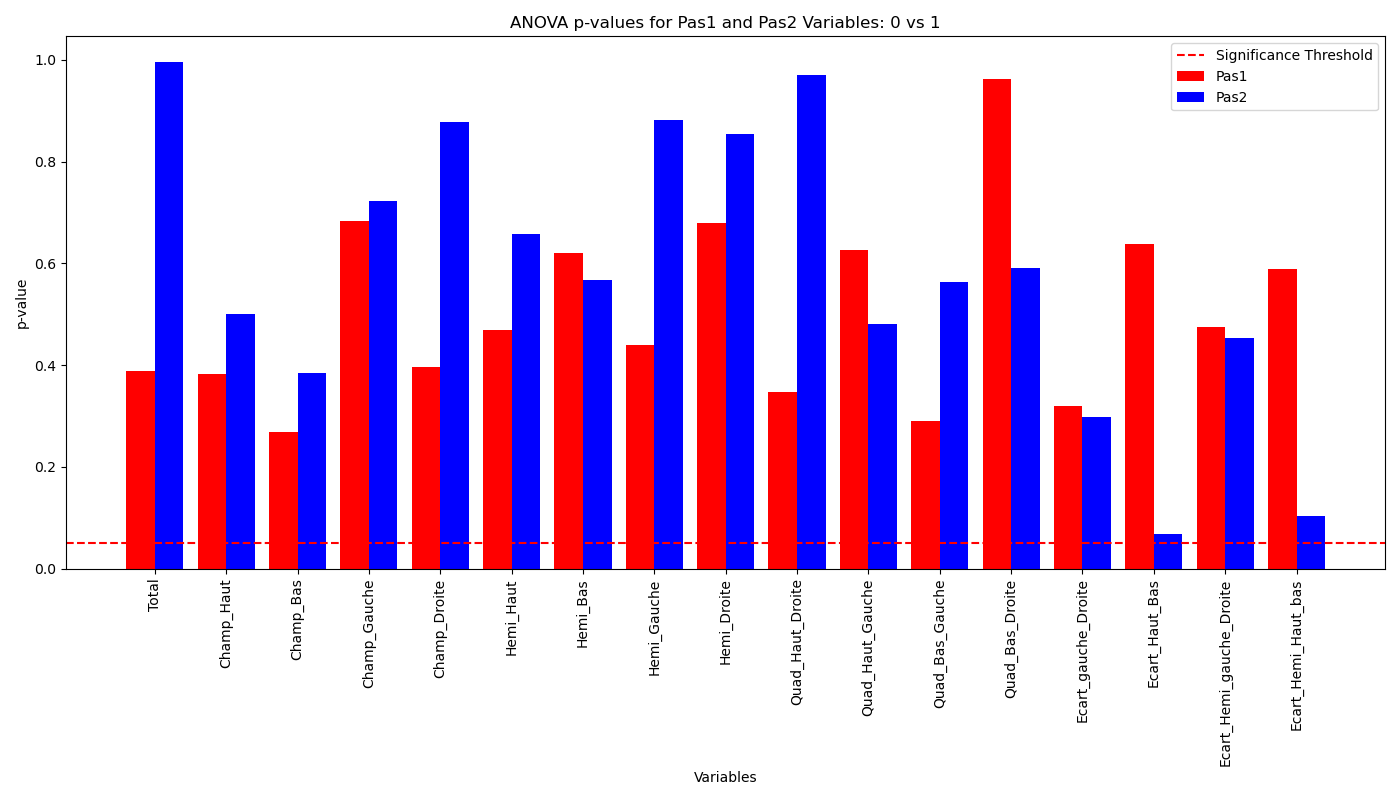 ANOVA p-values for Pas1 and Pas2 Variables: 0 vs 1
Significance Threshold
Pas1
Pas2
p-value
1.0
0.8
0.6
0.4
0.2
0.0
Total
Champ_Haut
Champ_Bas
Champ_Gauche
Champ_Droite
Hemi_Haut
Hemi_Bas
Hemi_Gauche
Hemi_Droite
Quad_Haut_Droite
Quad_Haut_Gauche
Quad_Bas_Gauche
Quad_Bas_Droite
Ecart_gauche_Droite
Ecart_Haut_Bas
Ecart_Hemi_gauche_Droite
Ecart_Hemi_Haut_bas
Variables